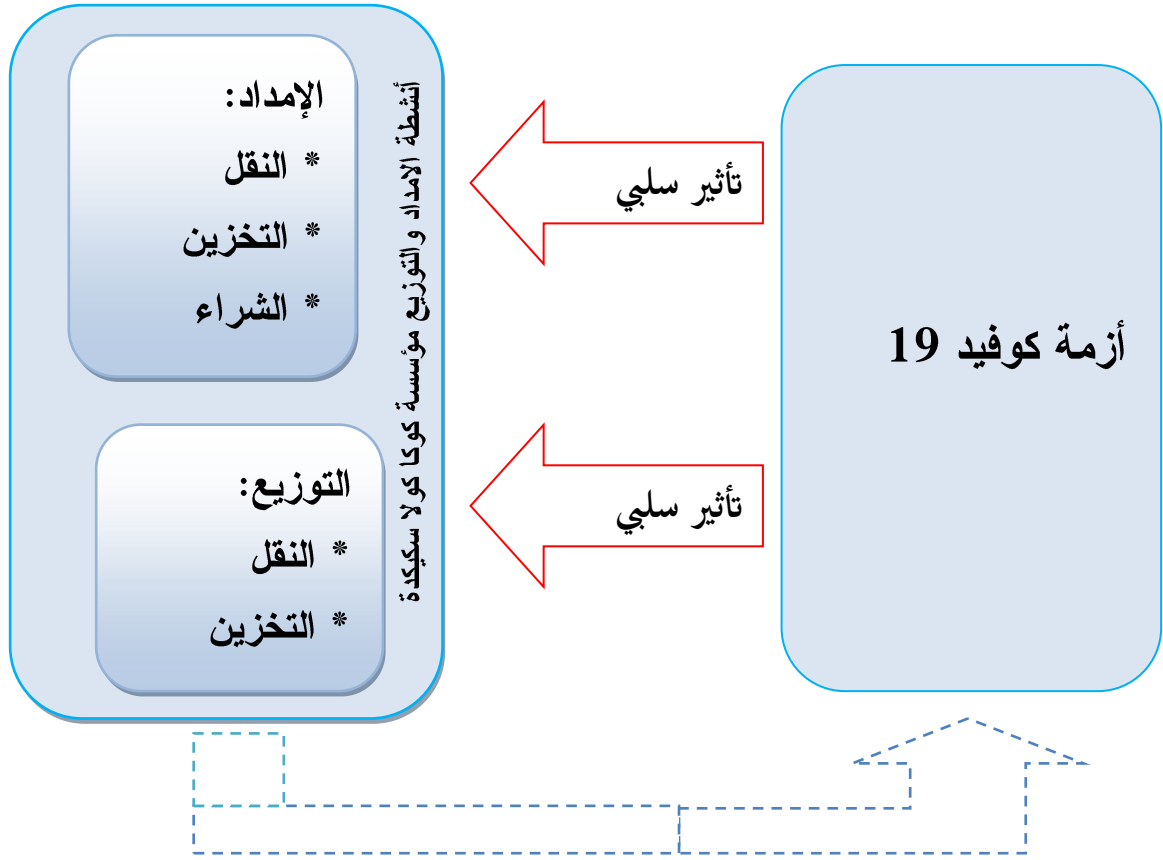 أزمة كوفيد 19
تأثير سلبي
تأثير سلبي
أنشطة الامداد والتوزيع مؤسسة كوكا كولا سكيكدة
الإمداد:
* النقل
* التخزين
* الشراء
التوزيع:
* النقل
* التخزين